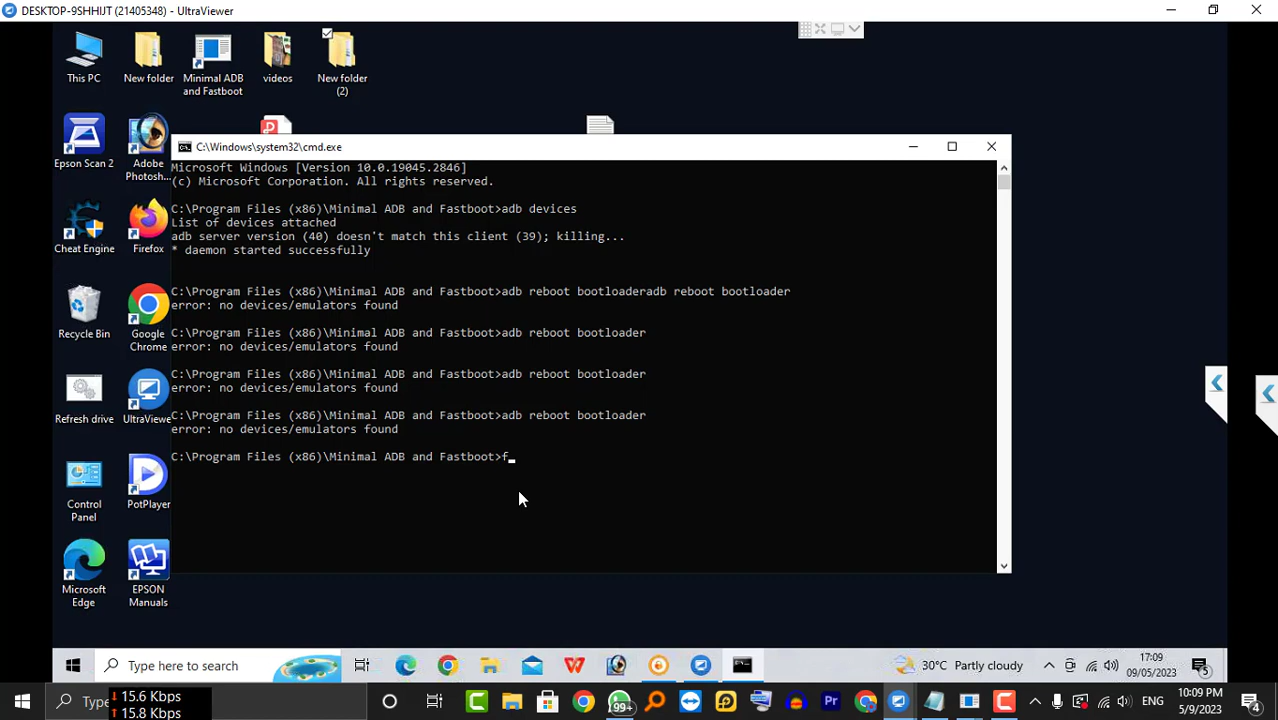 DESKTOP-9SHHIJT (21405348) - UltraViewer
This PC
New folder
Minimal ADB
and Fastboot
videos
New folder
(2)
Epson Scan 2
Adobe
Photosh...
Cheat Engine
Firefox
Recycle Bin
Google
Chrome
Refresh drive
UltraViewe
Control
Panel
PotPlayer
Microsoft
Edge
EPSON
Manuals
C:\Windows\system32\cmd.exe
Microsoft Windows [Version 10.0.19045.2846]
(c) Microsoft Corporation. All rights reserved.
C:\Program Files (x86)\Minimal ADB and Fastboot>adb devices
List of devices attached
adb server version (40) doesn't match this client (39); killing...
* daemon started successfully
C:\Program Files (x86)\Minimal ADB and Fastboot>adb reboot bootloaderadb reboot bootloader
error: no devices/emulators found
C:\Program Files (x86)\Minimal ADB and Fastboot>adb reboot bootloader
error: no devices/emulators found
C:\Program Files (x86)\Minimal ADB and Fastboot>adb reboot bootloader
error: no devices/emulators found
C:\Program Files (x86)\Minimal ADB and Fastboot>adb reboot bootloader
error: no devices/emulators found
C:\Program Files (x86)\Minimal ADB and Fastboot>f_
Type here to search
30°C Partly cloudy
17:09
09/05/2023
5
Type
15.6 Kbps
15.8 Kbps
99+
Pr
ENG
10:09 PM
5/9/2023
4